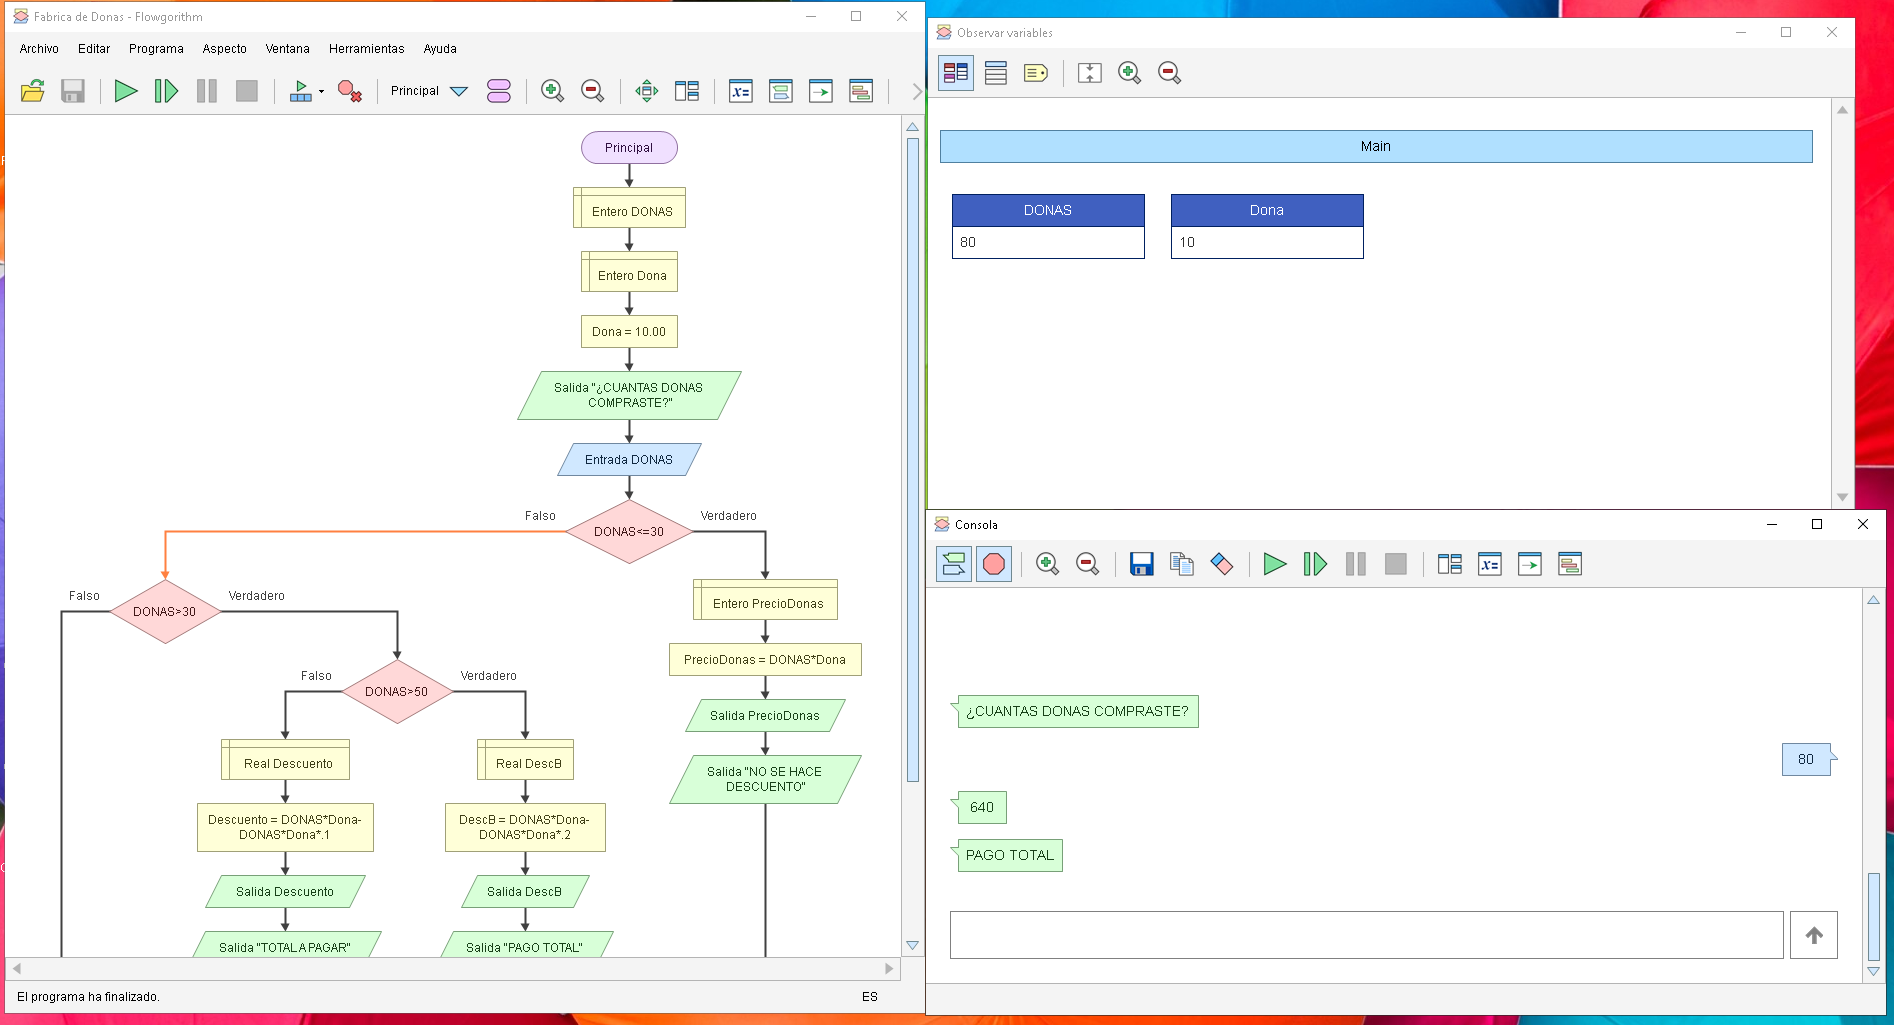 Fabrica de Donas - Flowgorithm
Archivo Editar Programa Aspecto Ventana Herramientas Ayuda
Principal
Principal
Entero DONAS
Entero Dona
Dona = 10.00
Salida "¿CUANTAS DONAS
COMPRASTE?"
Entrada DONAS
Falso
DONAS<=30
Verdadero
Falso
DONAS>30
Verdadero
Entero PrecioDonas
PrecioDonas = DONAS*Dona
Salida PrecioDonas
Salida "NO SE HACE
DESCUENTO"
Falso
DONAS>50
Verdadero
Real Descuento
Descuento = DONAS*Dona-
DONAS*Dona*.1
Salida Descuento
Salida "TOTAL A PAGAR"
Real DescB
DescB = DONAS*Dona-
DONAS*Dona*.2
Salida DescB
Salida "PAGO TOTAL"
El programa ha finalizado.
ES
Observar variables
x=
Main
DONAS
80
Dona
10
Consola
x=
¿CUANTAS DONAS COMPRASTE?
80
640
PAGO TOTAL